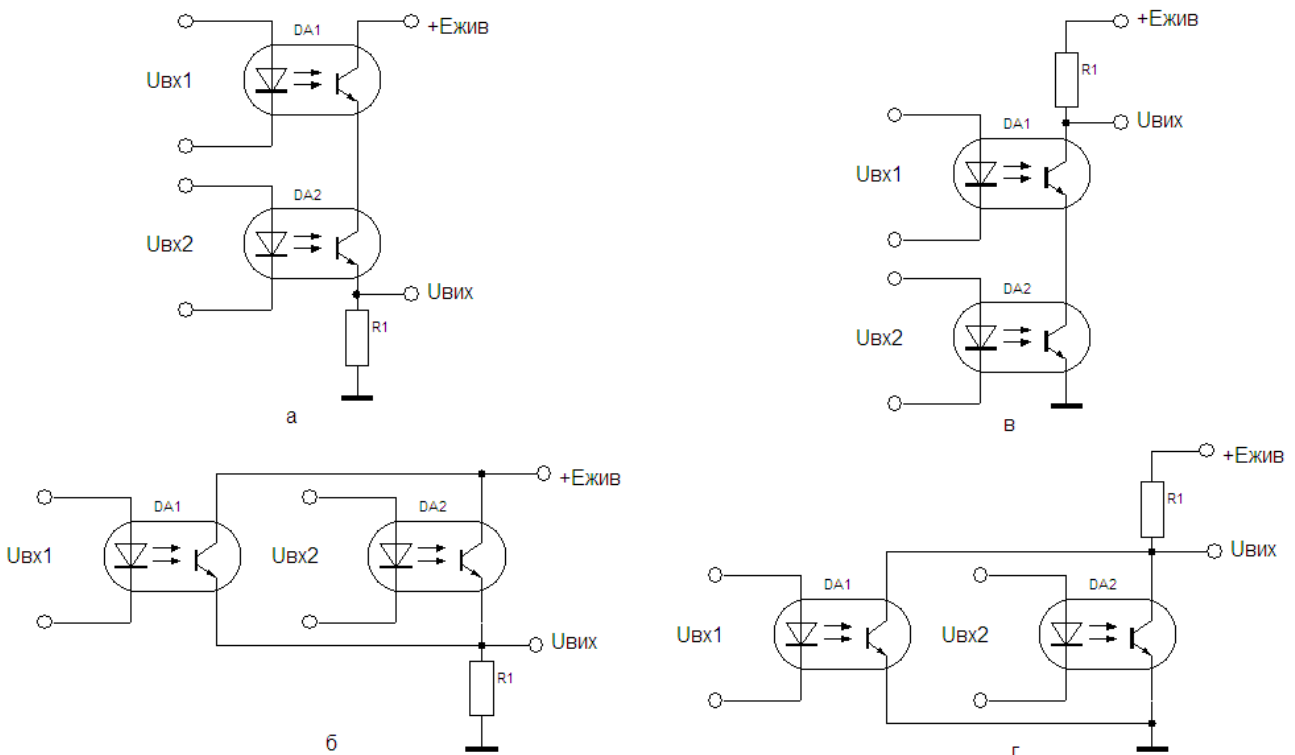 +Eжив
DA1
Uвх1
DA2
Uвх2
Uвих
R1
а
+Eжив
R1
Uвих
DA1
Uвх1
DA2
Uвх2
в
+Eжив
DA1
DA2
Uвх1
Uвх2
Uвих
R1
б
+Eжив
R1
Uвих
DA1
DA2
Uвх1
Uвх2
г